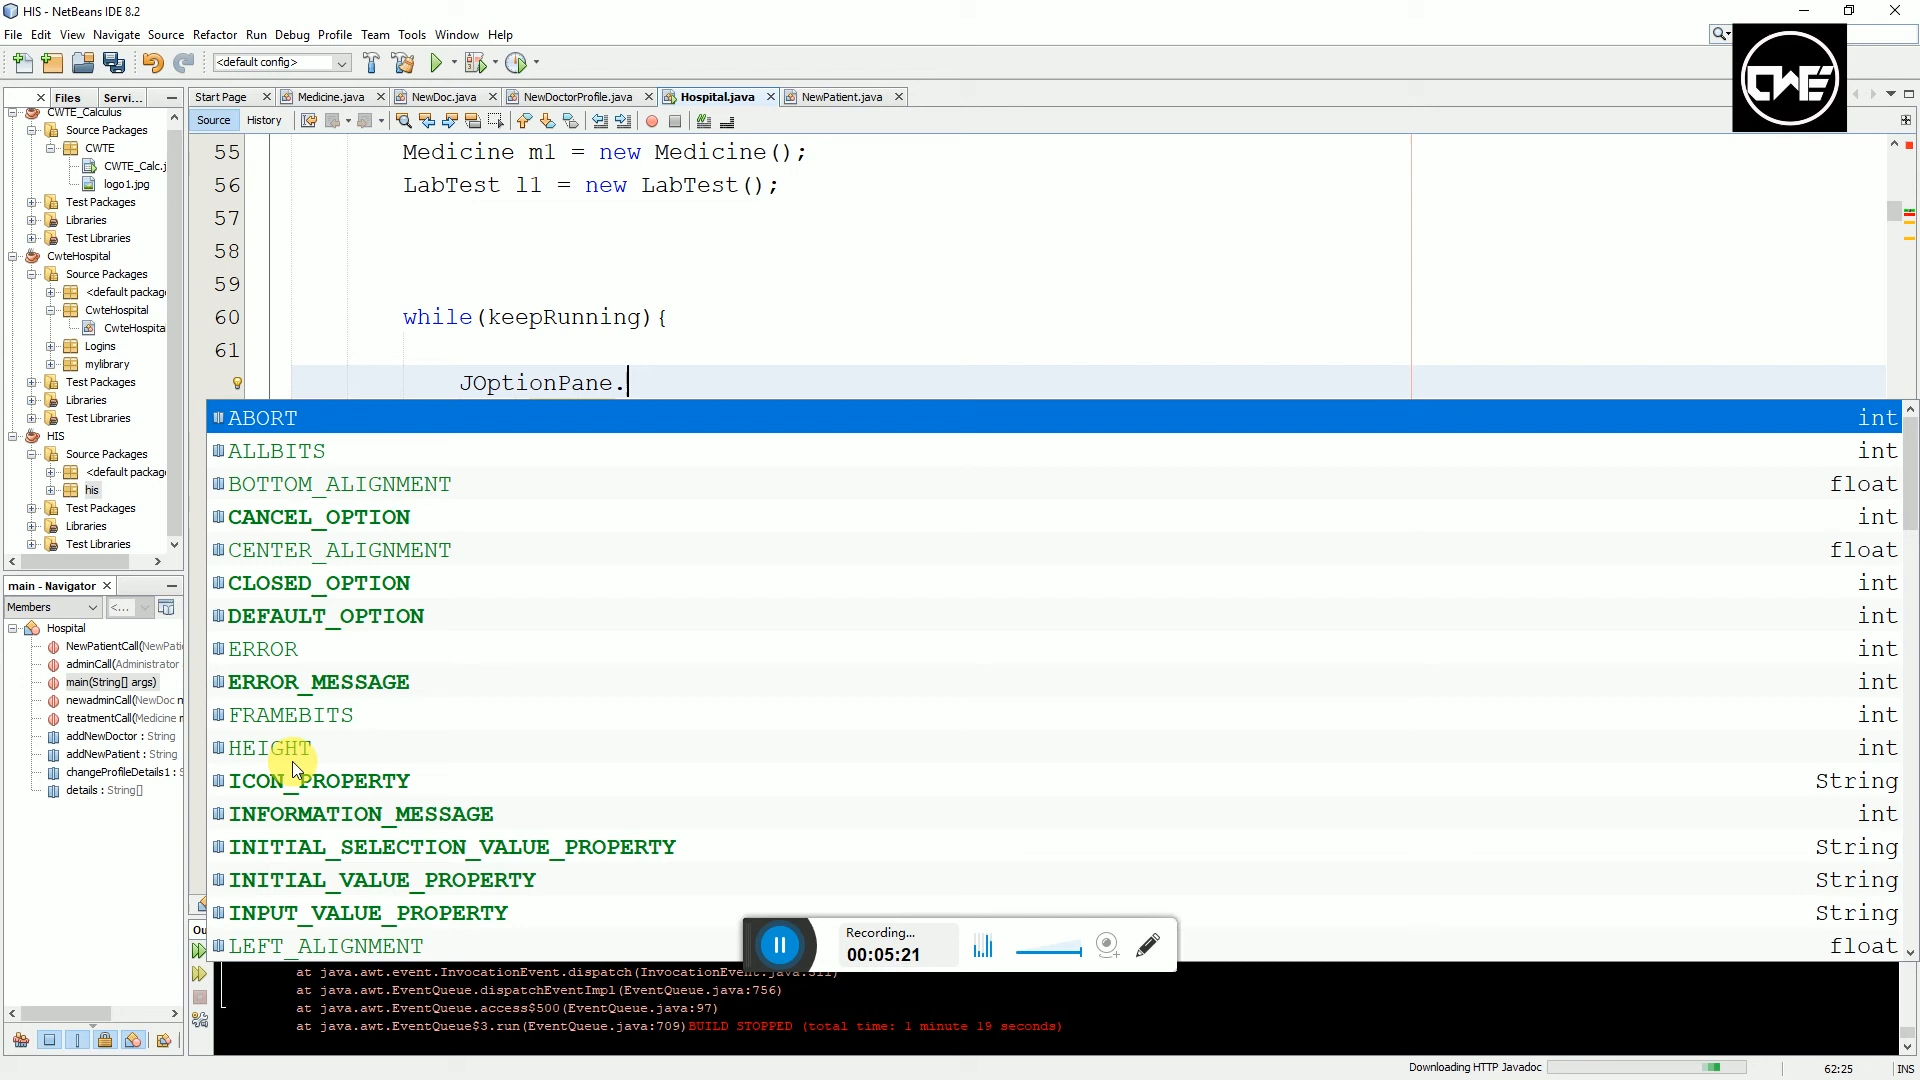 HIS - NetBeans IDE 8.2
File Edit View Navigate Source Refactor Run Debug Profile Team Tools Window Help
<default config>
CWE
Files Servi...
Start Page Medicine.java NewDoc.java NewDoctorProfile.java Hospital.java NewPatient.java
Source History
CWTE_Calculus
Source Packages
CWTE
CWTE_Calc.j
logo1.jpg
Test Packages
Libraries
Test Libraries
CwteHospital
Source Packages
<default packag
CwteHospital
CwteHospita
Logins
mylibrary
Test Packages
Libraries
Test Libraries
HIS
Source Packages
<default packag
his
Test Packages
Libraries
Test Libraries
main - Navigator
Members <...
Hospital
NewPatientCall(NewPati
adminCall(Administrator
main(String[] args)
newadminCall(NewDoc n
treatmentCall(Medicine
addNewDoctor : String
addNewPatient : String
changeProfileDetails1 : S
details : String[]
55 Medicine m1 = new Medicine();
56 LabTest l1 = new LabTest();
57
58
59
60 while(keepRunning){
61
JOptionPane.
ABORT int
ALLBITS int
BOTTOM_ALIGNMENT float
CANCEL_OPTION int
CENTER_ALIGNMENT float
CLOSED_OPTION int
DEFAULT_OPTION int
ERROR int
ERROR_MESSAGE int
FRAMEBITS int
HEIGHT int
ICON_PROPERTY String
INFORMATION_MESSAGE int
INITIAL_SELECTION_VALUE_PROPERTY String
INITIAL_VALUE_PROPERTY String
INPUT_VALUE_PROPERTY String
LEFT_ALIGNMENT float
Ou
Recording...
00:05:21
at java.awt.event.InvocationEvent.dispatch(InvocationEvent.java:311)
at java.awt.EventQueue.dispatchEventImpl(EventQueue.java:756)
at java.awt.EventQueue.access$500(EventQueue.java:97)
at java.awt.EventQueue$3.run(EventQueue.java:709)BUILD STOPPED (total time: 1 minute 19 seconds)
Downloading HTTP Javadoc 62:25 INS